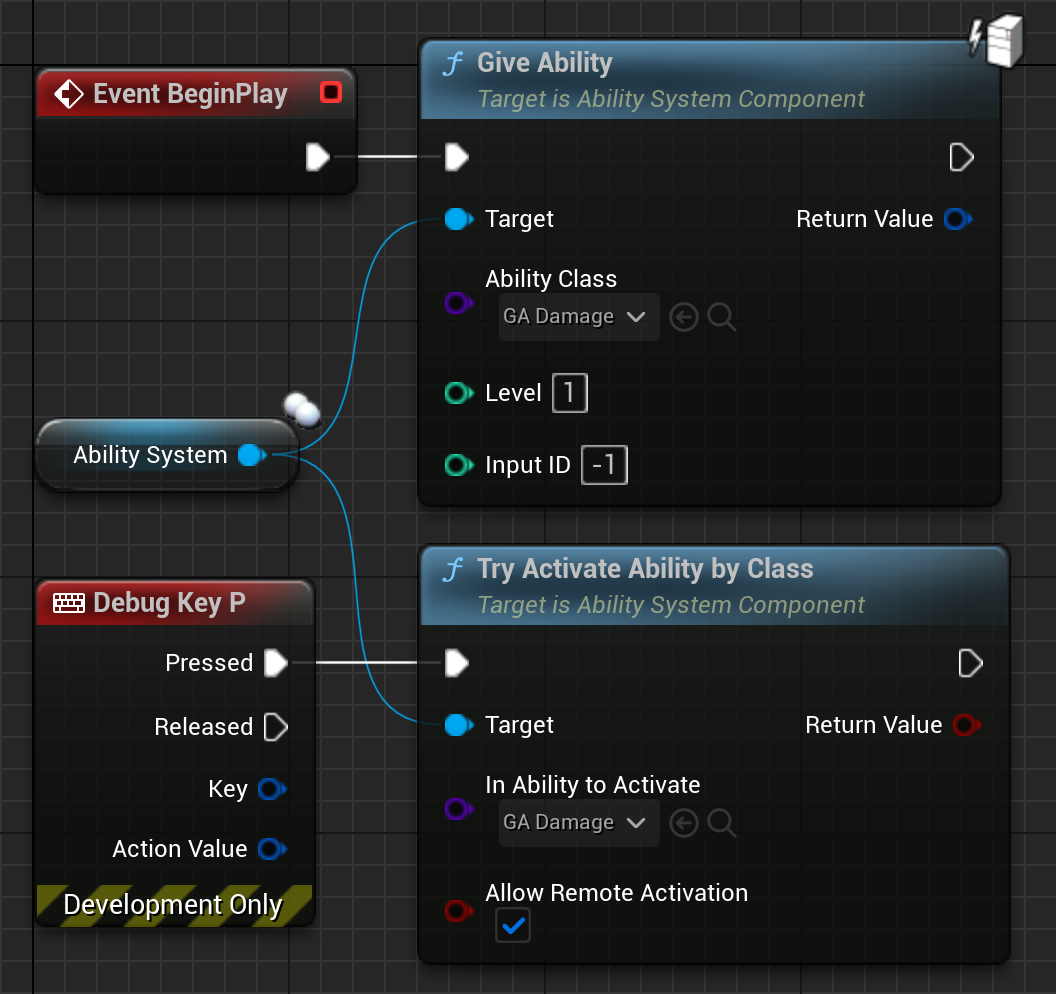 Event BeginPlay
f Give Ability
Target is Ability System Component
Target
Return Value
Ability Class
GA Damage
Level 1
Input ID -1
Ability System
Debug Key P
Pressed
Released
Key
Action Value
Development Only
f Try Activate Ability by Class
Target is Ability System Component
Target
Return Value
In Ability to Activate
GA Damage
Allow Remote Activation